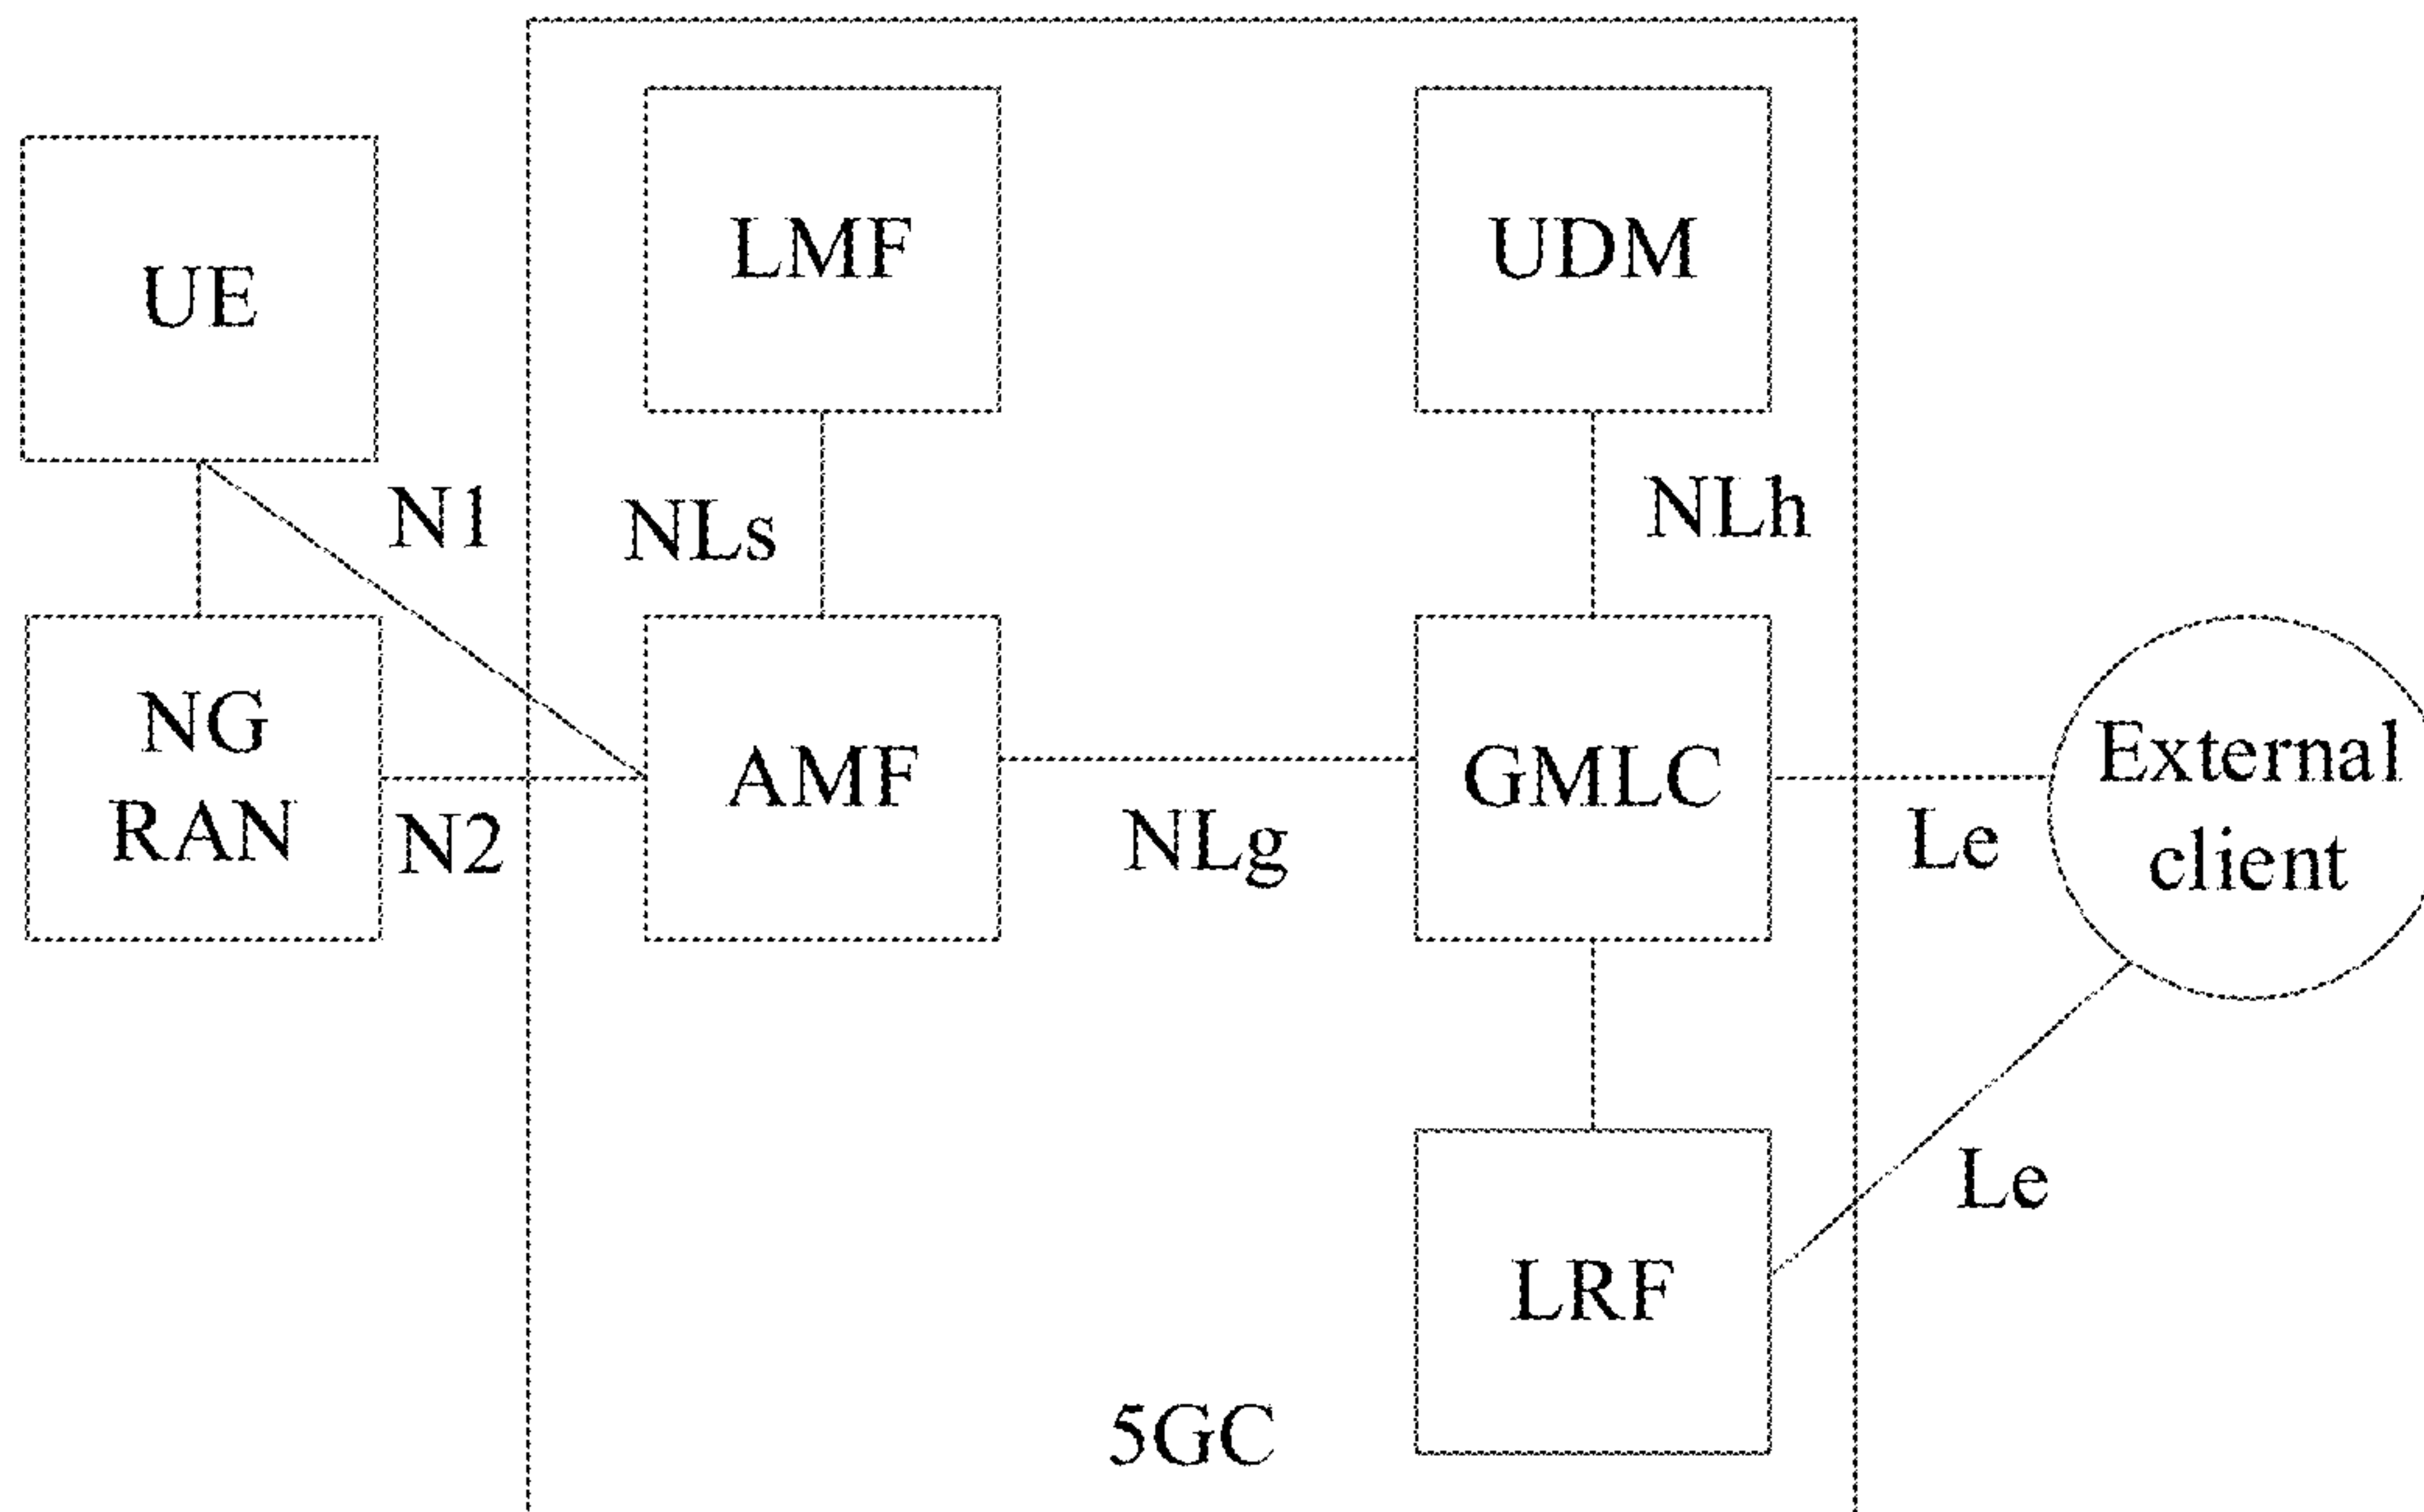 LMF
UDM
UE
N1
NLs
NLh
NG
RAN
N2
AMF
NLg
GMLC
Le
External
client
Le
LRF
5GC